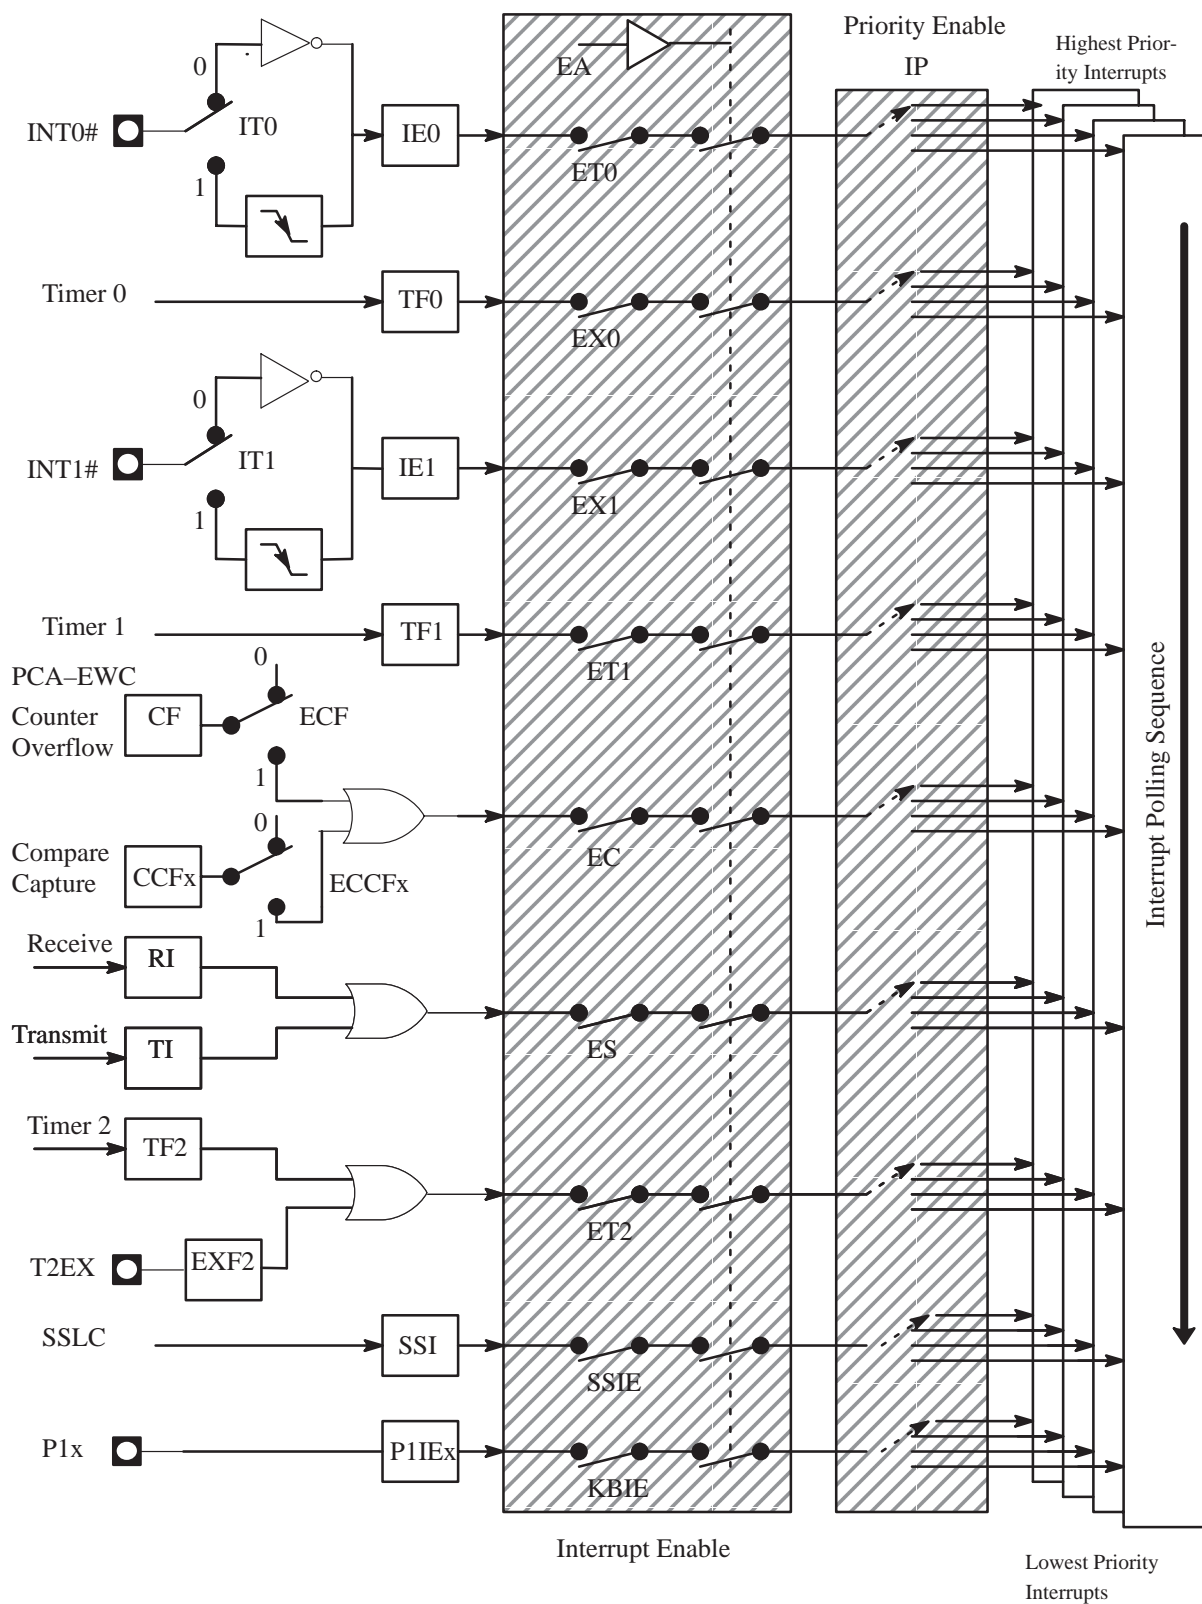 Priority Enable
IP
Highest Prior-
ity Interrupts
EA
0
INT0#
IT0
1
IE0
ET0
Timer 0
TF0
EX0
0
INT1#
IT1
1
IE1
EX1
Timer 1
TF1
ET1
PCA–EWC
Counter
Overflow
CF
0
ECF
1
EC
Compare
Capture
CCFx
0
ECCFx
1
Receive
RI
Transmit
TI
ES
Timer 2
TF2
T2EX
EXF2
ET2
SSLC
SSI
SSIE
P1x
P1IEx
KBIE
Interrupt Polling Sequence
Interrupt Enable
Lowest Priority
Interrupts